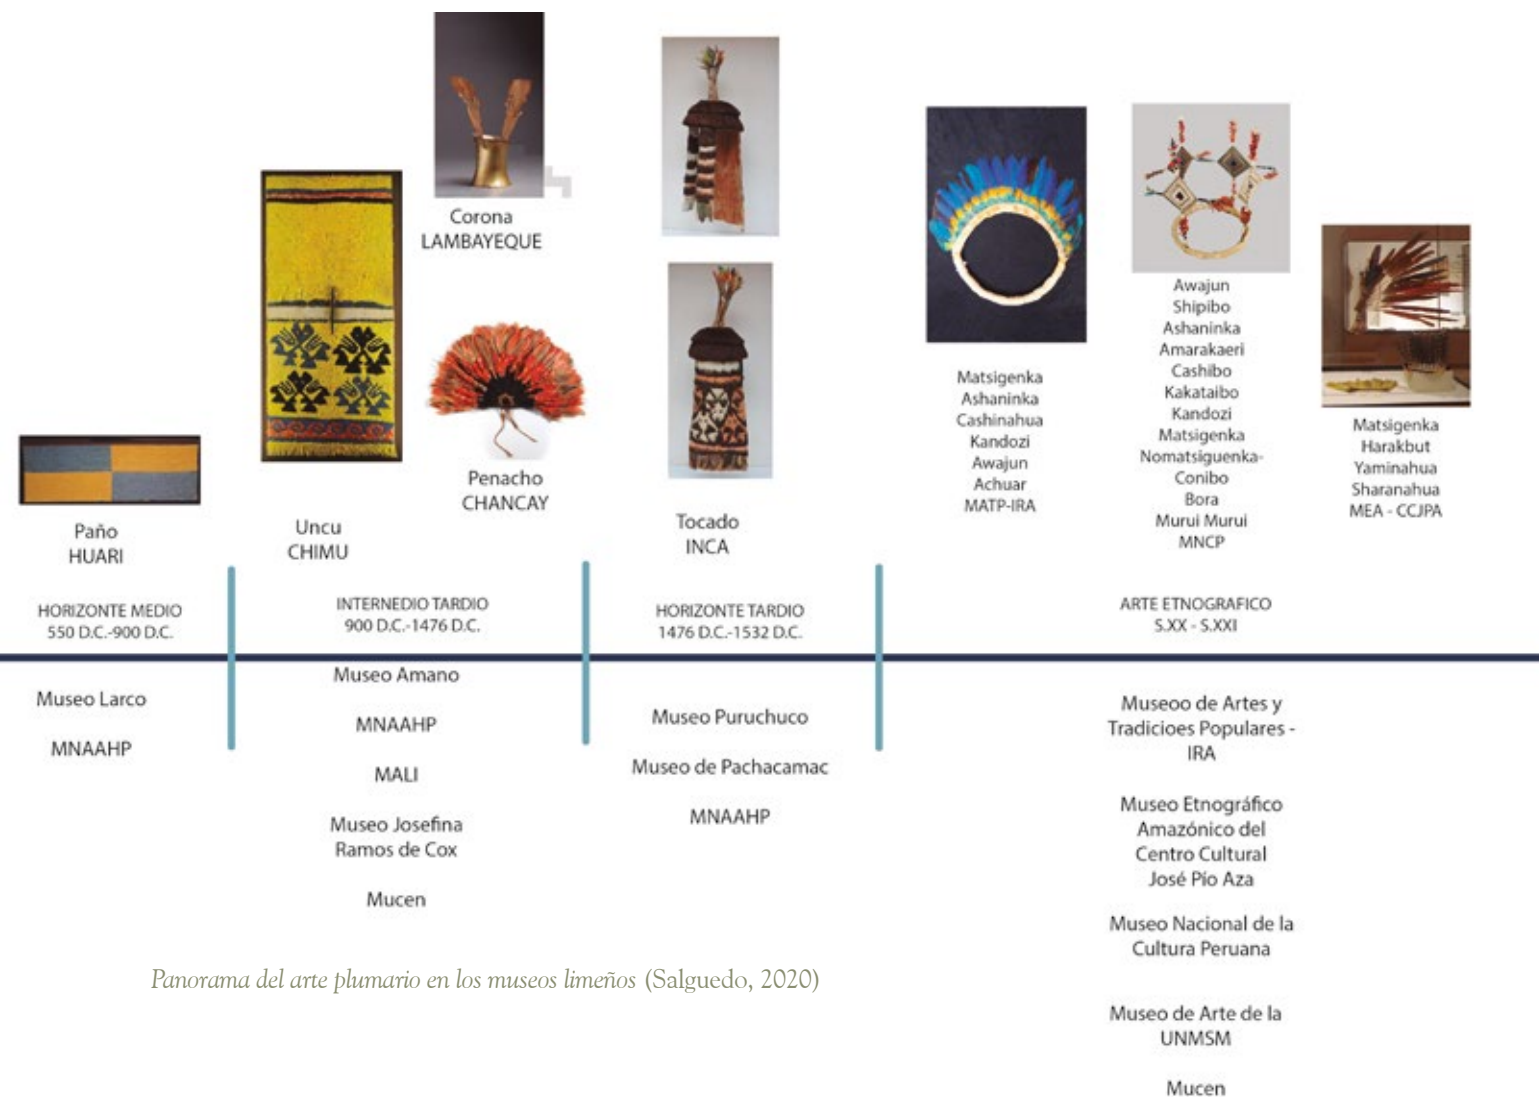 Corona
LAMBAYEQUE
Penacho
CHANCAY
Paño
HUARI
Uncu
CHIMU
Tocado
INCA
Matsigenka
Ashaninka
Cashinahua
Kandozi
Awajun
Achuar
MATP-IRA
Awajun
Shipibo
Ashaninka
Amarakaeri
Cashibo
Kakataibo
Kandozi
Matsigenka
Nomatsiguenka-
Conibo
Bora
Murui Murui
MNCP
Matsigenka
Harakbut
Yaminahua
Sharanahua
MEA - CCJPA
HORIZONTE MEDIO
550 D.C.-900 D.C.
INTERNEDIO TARDIO
900 D.C.-1476 D.C.
HORIZONTE TARDIO
1476 D.C.-1532 D.C.
ARTE ETNOGRAFICO
S.XX - S.XXI
Museo Larco
MNAAHP
Museo Amano
MNAAHP
MALI
Museo Josefina
Ramos de Cox
Mucen
Museo Puruchuco
Museo de Pachacamac
MNAAHP
Museoo de Artes y
Tradicioes Populares -
IRA
Museo Etnográfico
Amazónico del
Centro Cultural
José Pío Aza
Museo Nacional de la
Cultura Peruana
Museo de Arte de la
UNMSM
Mucen
Panorama del arte plumario en los museos limeños (Salguedo, 2020)